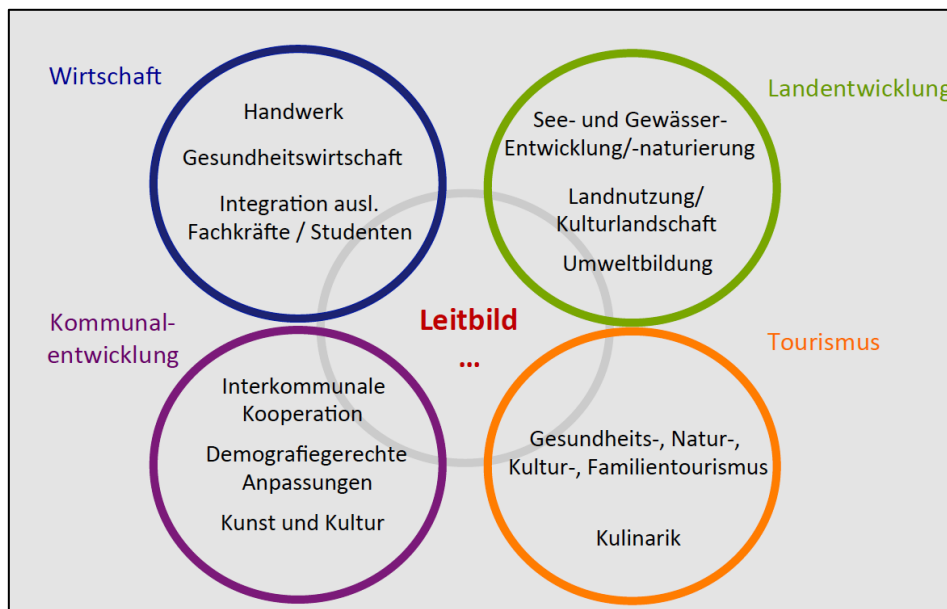 Wirtschaft
Handwerk
Gesundheitswirtschaft
Integration ausl.
Fachkräfte / Studenten
Landentwicklung
See- und Gewässer-
Entwicklung/-naturierung
Landnutzung/
Kulturlandschaft
Umweltbildung
Leitbild
...
Kommunal-
entwicklung
Interkommunale
Kooperation
Demografiegerechte
Anpassungen
Kunst und Kultur
Tourismus
Gesundheits-, Natur-,
Kultur-, Familientourismus
Kulinarik